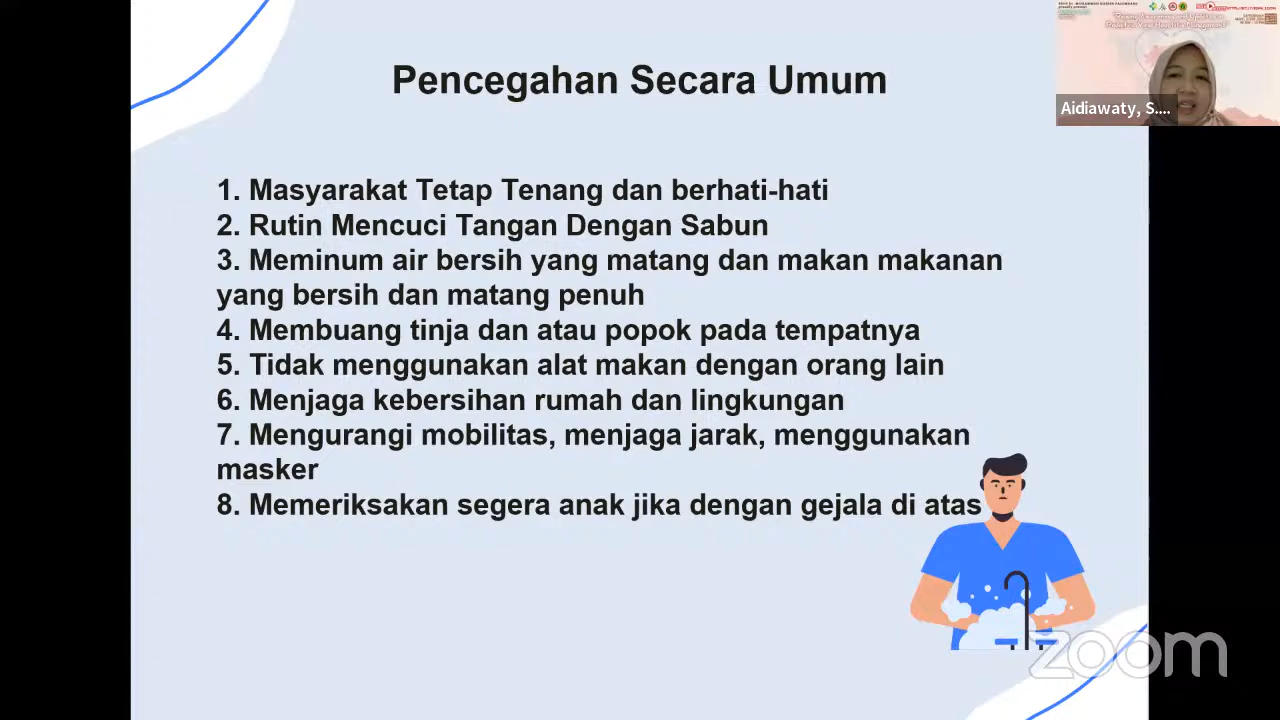 Pencegahan Secara Umum
1. Masyarakat Tetap Tenang dan berhati-hati
2. Rutin Mencuci Tangan Dengan Sabun
3. Meminum air bersih yang matang dan makan makanan
yang bersih dan matang penuh
4. Membuang tinja dan atau popok pada tempatnya
5. Tidak menggunakan alat makan dengan orang lain
6. Menjaga kebersihan rumah dan lingkungan
7. Mengurangi mobilitas, menjaga jarak, menggunakan
masker
8. Memeriksakan segera anak jika dengan gejala di atas
Aidiawaty, S....
zoom